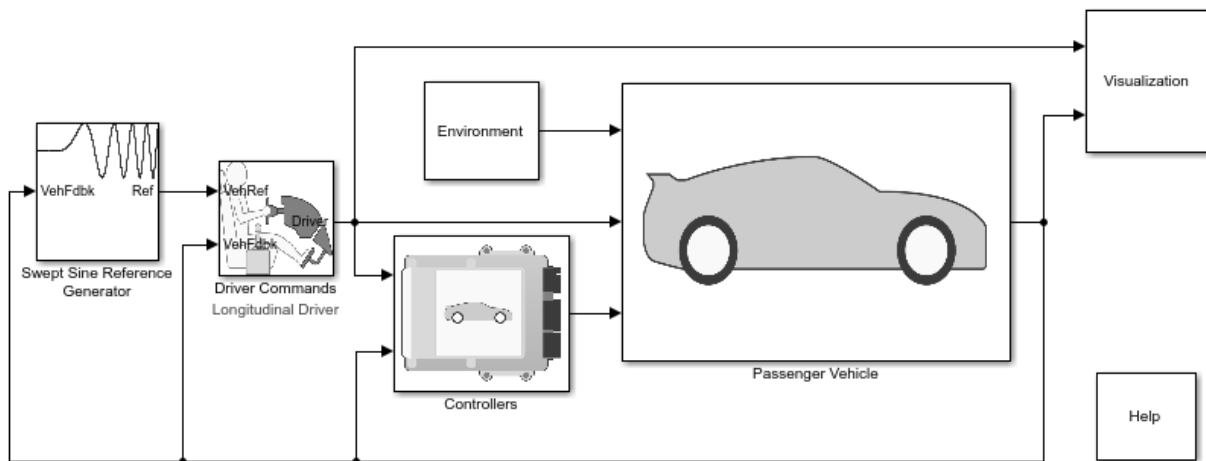 Visualization
Environment
VehFdbk
Ref
VehRef
Driver
VehFdbk
Swept Sine Reference
Generator
Driver Commands
Longitudinal Driver
Controllers
Passenger Vehicle
Help